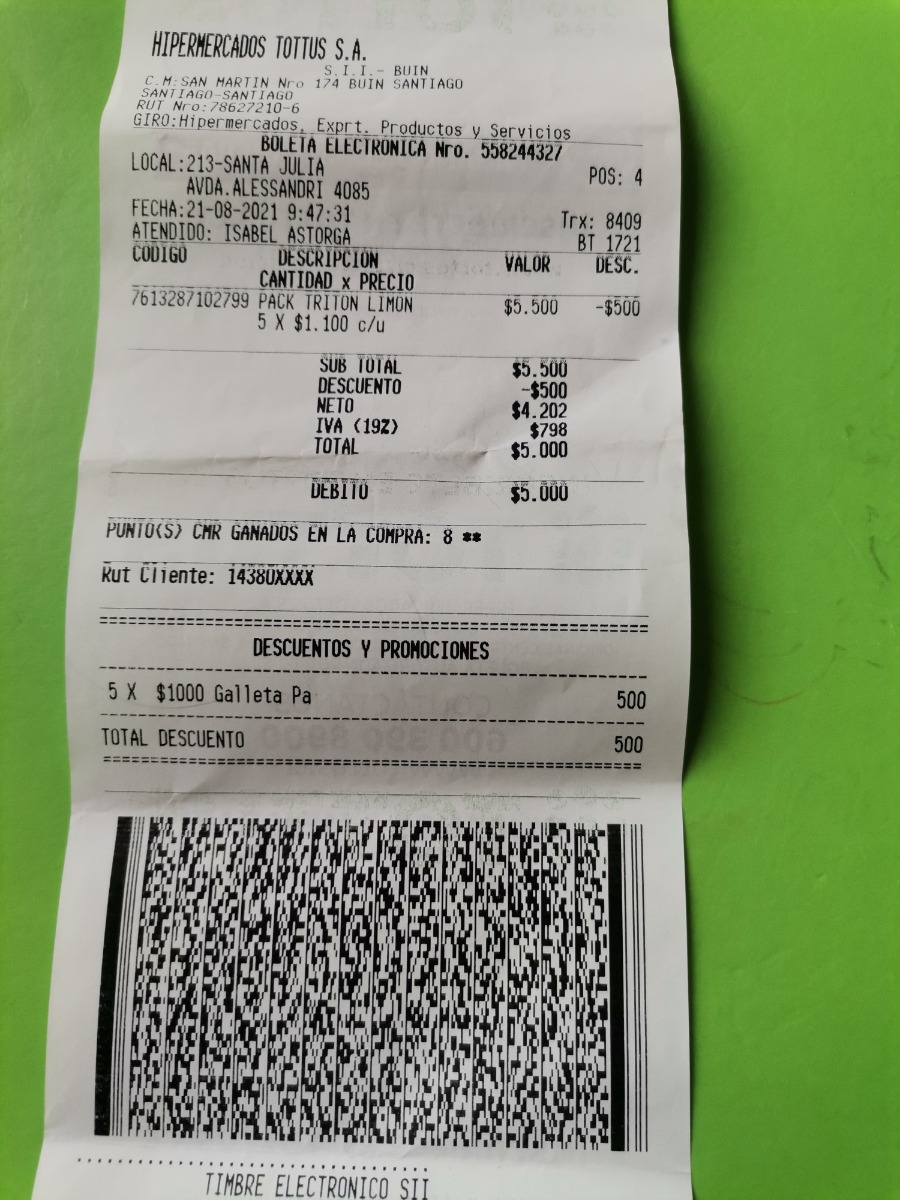 HIPERMERCADOS TOTTUS S.A.
S.I.I.- BUIN
C.M:SAN MARTIN Nro 174 BUIN SANTIAGO
SANTIAGO-SANTIAGO
RUT Nro:78627210-6
GIRO:Hipermercados, Exprt. Productos y Servicios
BOLETA ELECTRONICA Nro. 558244327
LOCAL:213-SANTA JULIA POS: 4
AVDA.ALESSANDRI 4085
FECHA:21-08-2021 9:47:31 Trx: 8409
ATENDIDO: ISABEL ASTORGA BT 1721
CODIGO DESCRIPCION VALOR DESC.
CANTIDAD x PRECIO
7613287102799 PACK TRITON LIMON $5.500 -$500
5 X $1.100 c/u
SUB TOTAL $5.500
DESCUENTO -$500
NETO $4.202
IVA (19%) $798
TOTAL $5.000
DEBITO $5.000
PUNTO(S) CMR GANADOS EN LA COMPRA: 8 **
Rut Cliente: 14380XXXX
DESCUENTOS Y PROMOCIONES
5 X $1000 Galleta Pa 500
TOTAL DESCUENTO 500
TIMBRE ELECTRONICO SII